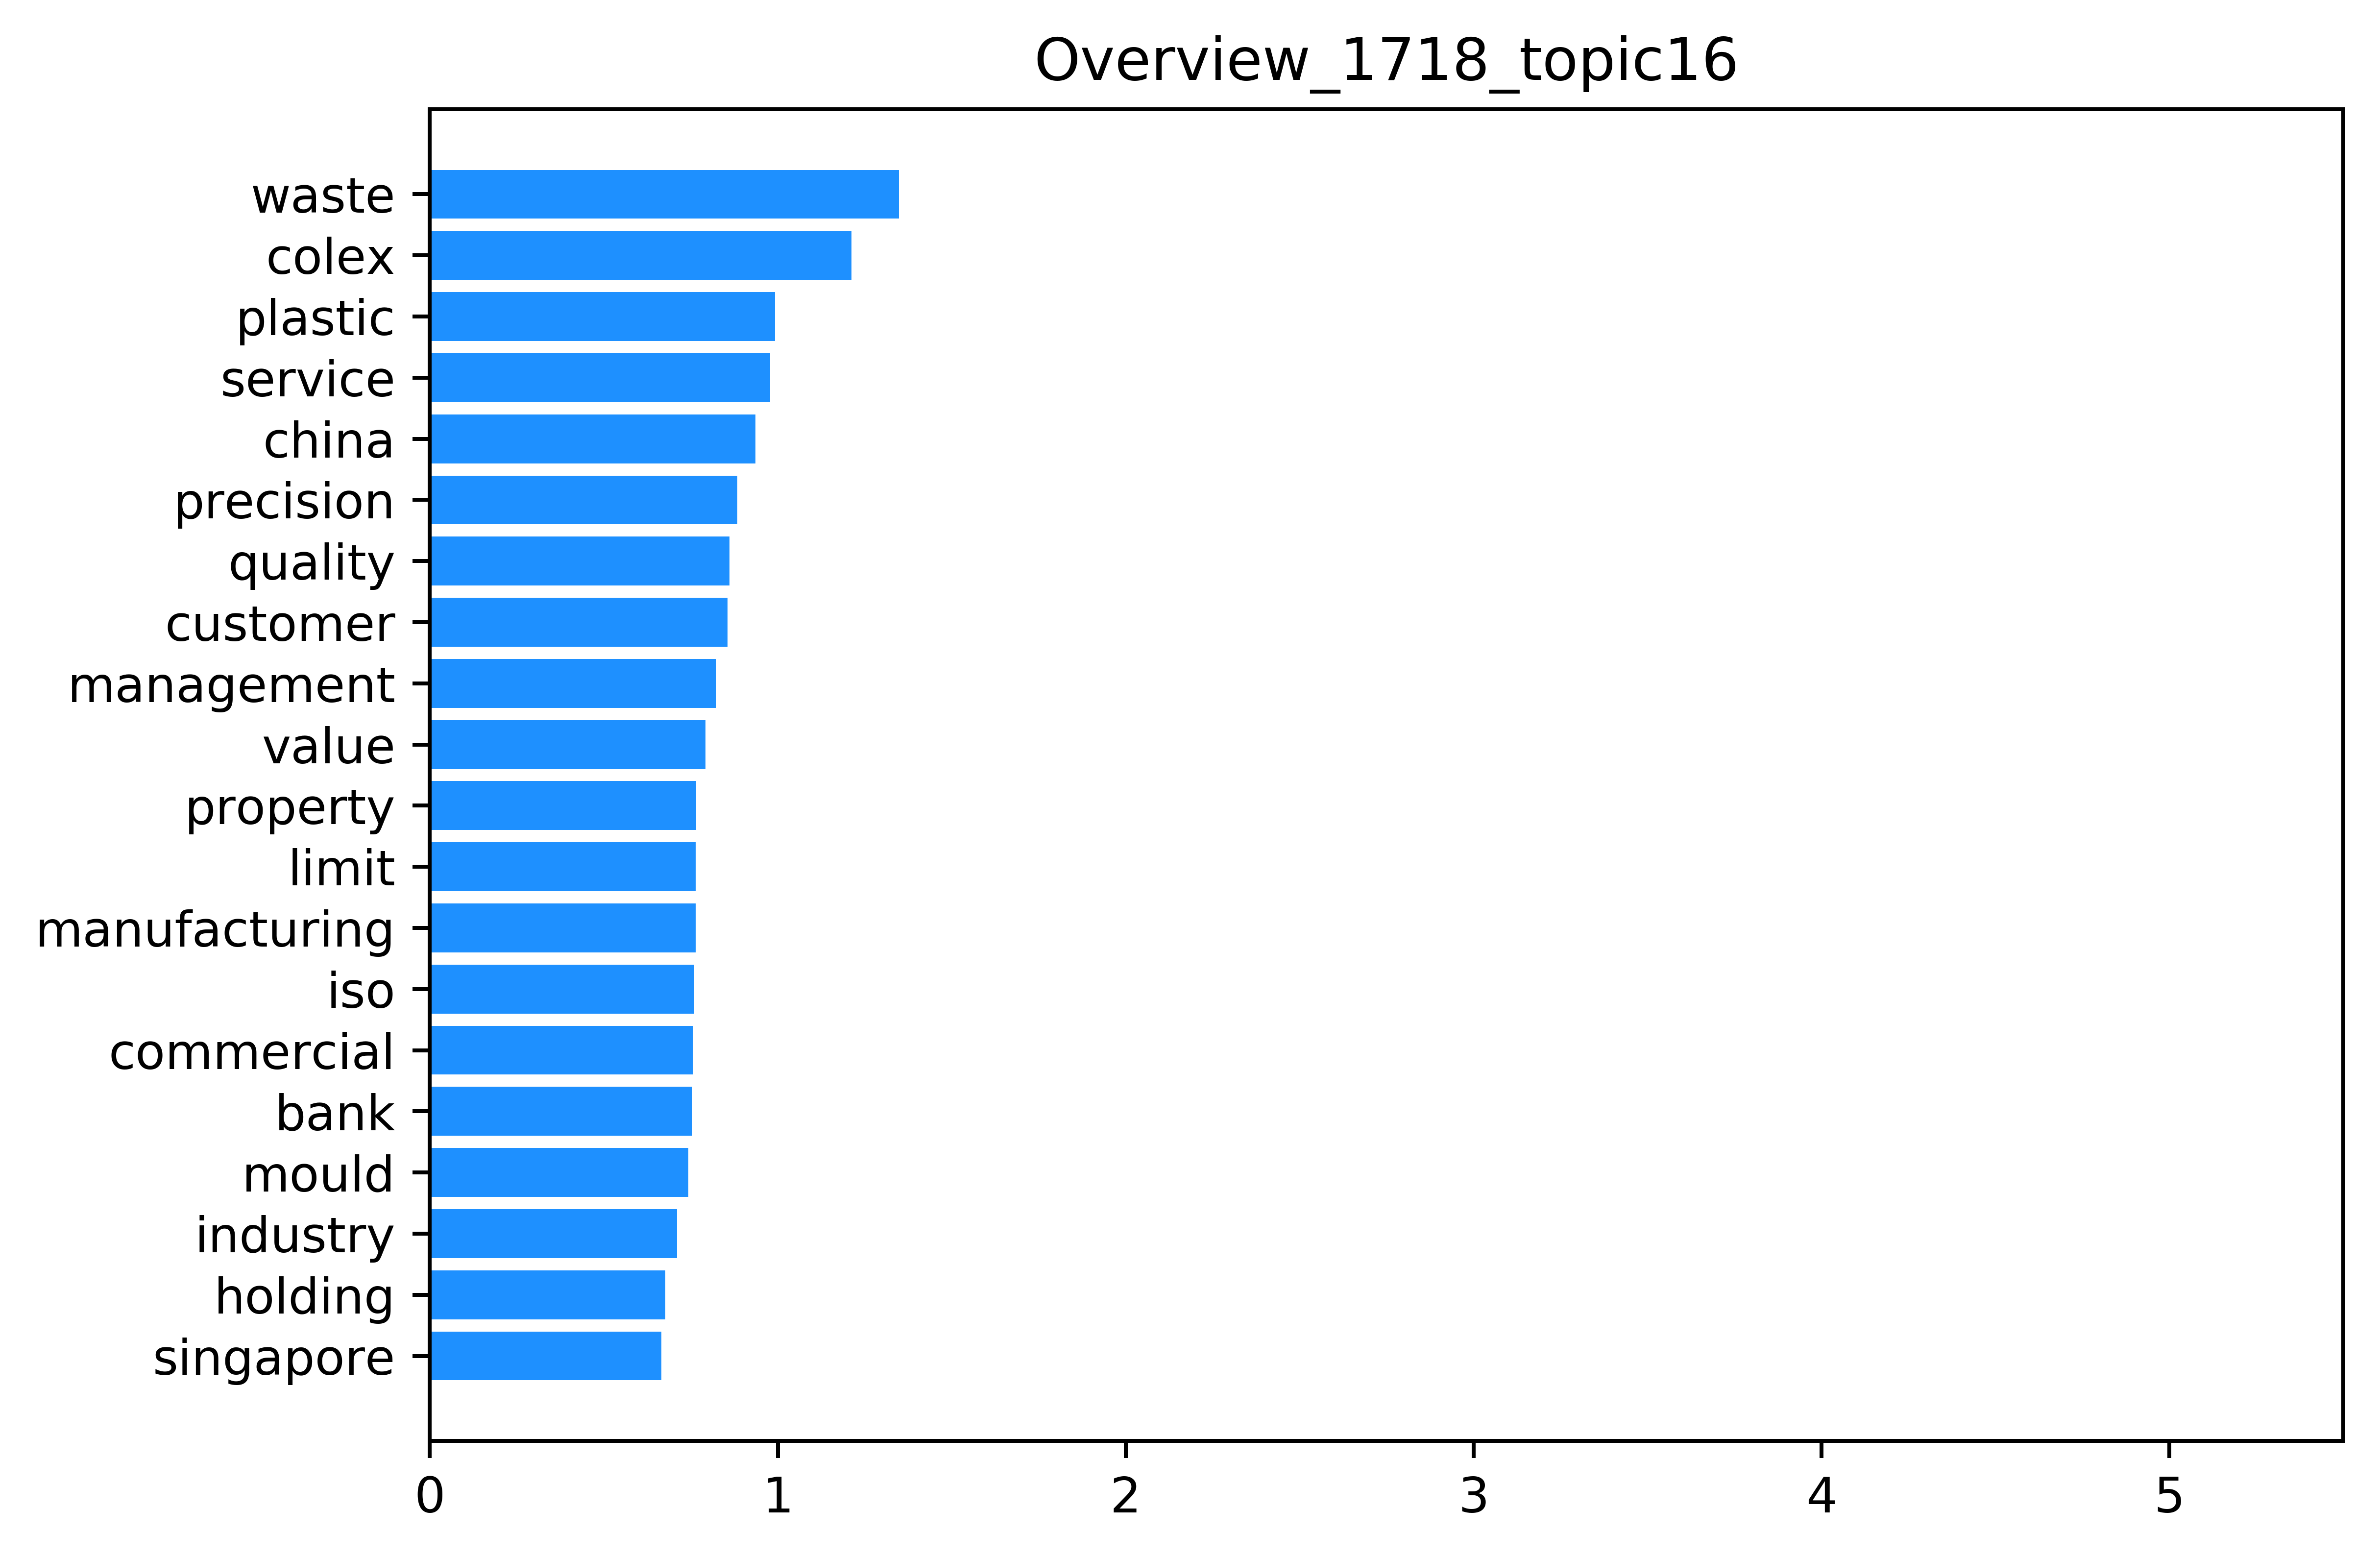 Overview_1718_topic16
waste
colex
plastic
service
china
precision
quality
customer
management
value
property
limit
manufacturing
iso
commercial
bank
mould
industry
holding
singapore
0 1 2 3 4 5